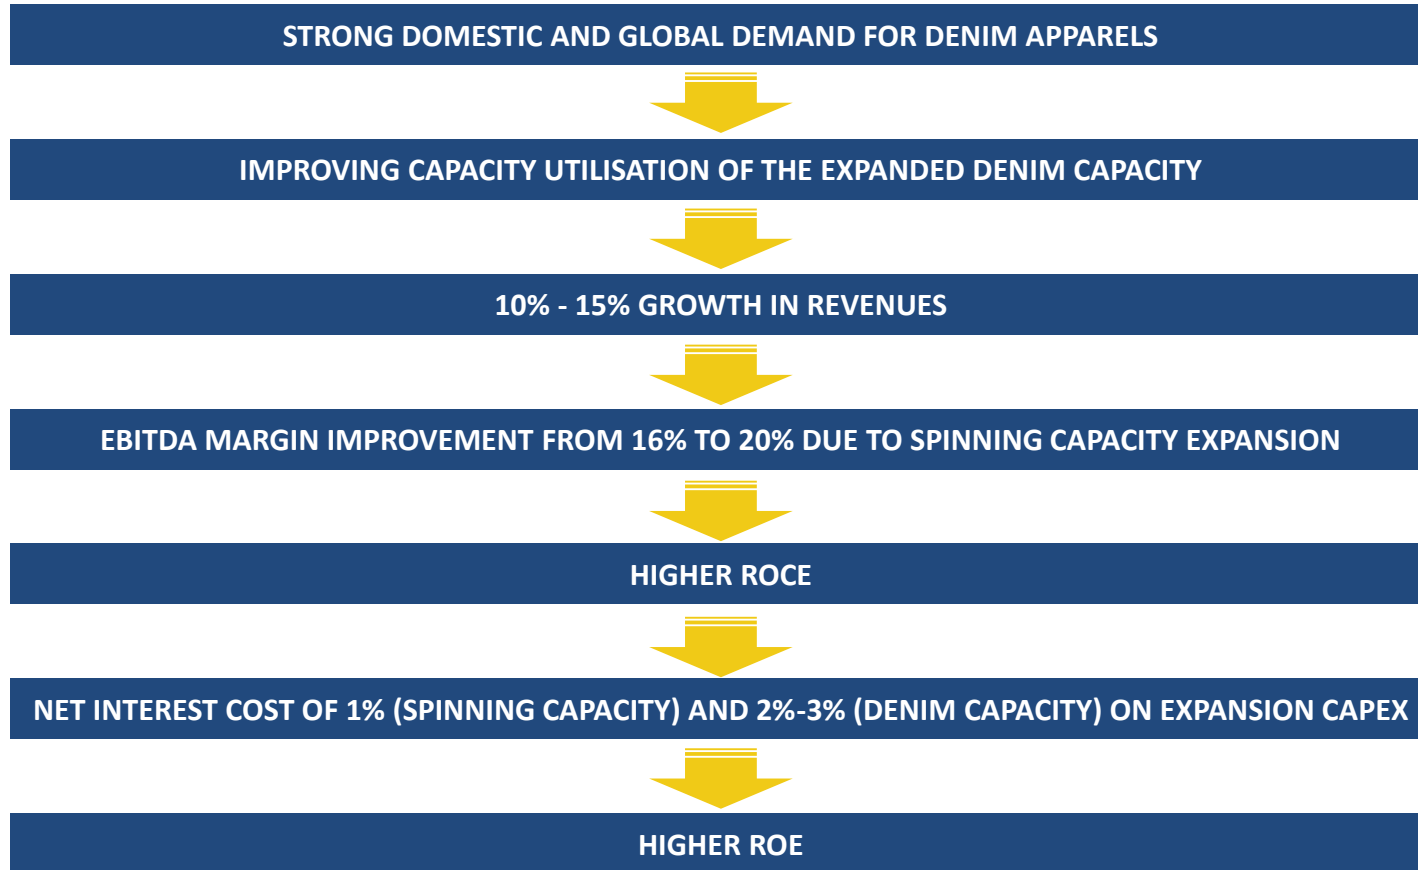 STRONG DOMESTIC AND GLOBAL DEMAND FOR DENIM APPARELS
IMPROVING CAPACITY UTILISATION OF THE EXPANDED DENIM CAPACITY
10% - 15% GROWTH IN REVENUES
EBITDA MARGIN IMPROVEMENT FROM 16% TO 20% DUE TO SPINNING CAPACITY EXPANSION
HIGHER ROCE
NET INTEREST COST OF 1% (SPINNING CAPACITY) AND 2%-3% (DENIM CAPACITY) ON EXPANSION CAPEX
HIGHER ROE